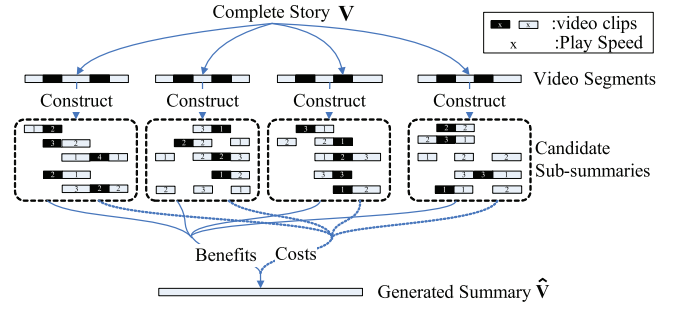 Complete Story V
x x :video clips
x :Play Speed
Video Segments
Construct Construct Construct Construct
1 2 3 1 3 1 2 2
3 2 2 2 1 2 2 1 2 3 1
1 4 1 1 2 2 3 2 2 3 1 2 2
2 1 1 2 3 3 3 3 1
3 2 2 2 3 1 1 2 1 1 2
Candidate
Sub-summaries
Benefits Costs
Generated Summary V̂